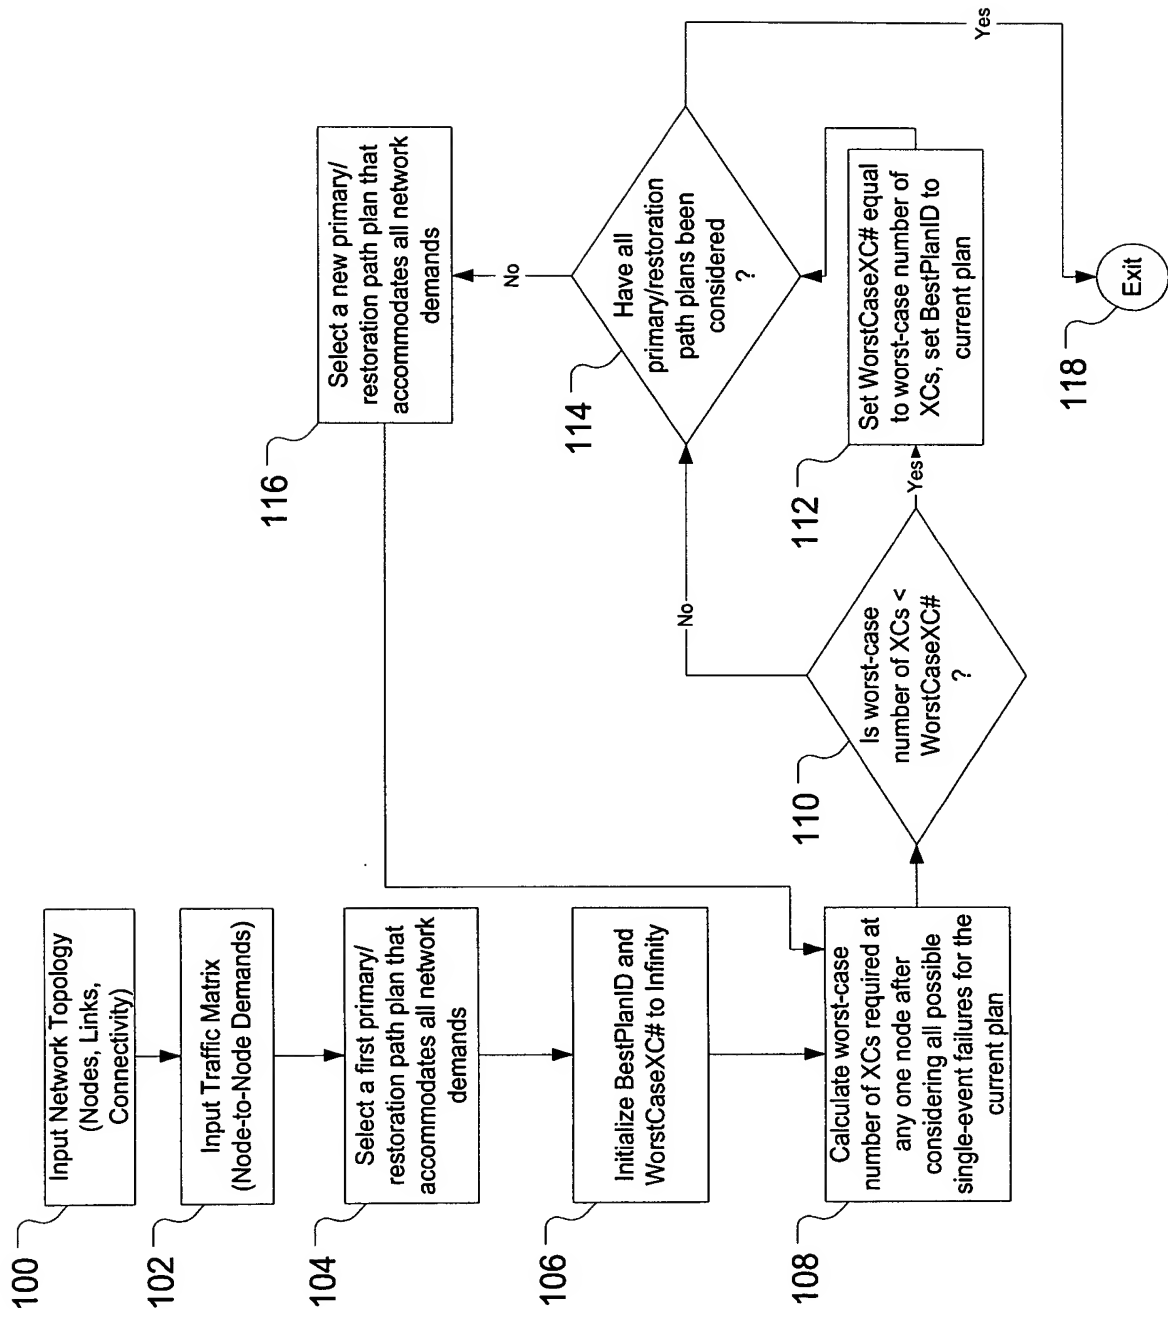 100
Input Network Topology
(Nodes, Links,
Connectivity)
102
Input Traffic Matrix
(Node-to-Node Demands)
104
Select a first primary/
restoration path plan that
accommodates all network
demands
106
Initialize BestPlanID and
WorstCaseXC# to Infinity
108
Calculate worst-case
number of XCs required at
any one node after
considering all possible
single-event failures for the
current plan
110
Is worst-case
number of XCs <
WorstCaseXC#
?
No
Yes
112
Set WorstCaseXC# equal
to worst-case number of
XCs, set BestPlanID to
current plan
114
Have all
primary/restoration
path plans been
considered
?
No
Yes
116
Select a new primary/
restoration path plan that
accommodates all network
demands
118
Exit